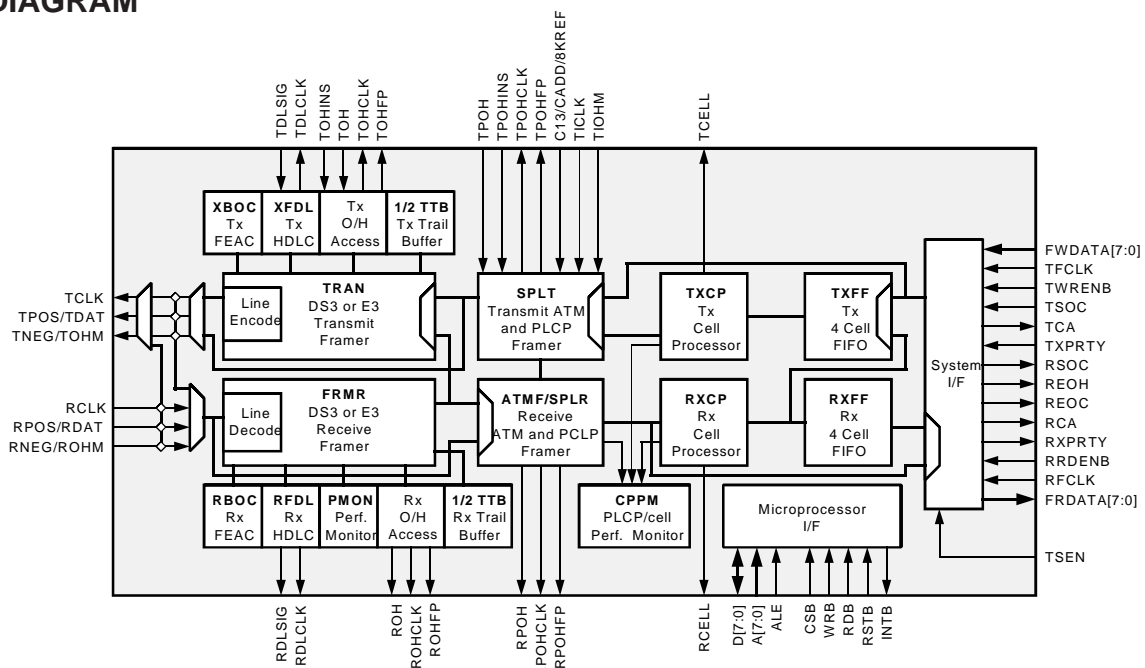 DIAGRAM
TDLSIG
TDLCLK
TOHINS
TOH
TOHCLK
TOHFP
TPOH
TPOHINS
TPOHCLK
TPOHFP
C13/CADD/8KREF
TICLK
TIOHM
TCELL
XBOC
Tx
FEAC
XFDL
Tx
HDLC
Tx
O/H
Access
1/2 TTB
Tx Trail
Buffer
TCLK
TPOS/TDAT
TNEG/TOHM
Line
Encode
TRAN
DS3 or E3
Transmit
Framer
SPLT
Transmit ATM
and PLCP
Framer
TXCP
Tx
Cell
Processor
TXFF
Tx
4 Cell
FIFO
System
I/F
FWDATA[7:0]
TFCLK
TWRENB
TSOC
TCA
TXPRTY
RSOC
REOH
REOC
RCA
RXPRTY
RRDENB
RFCLK
FRDATA[7:0]
TSEN
RCLK
RPOS/RDAT
RNEG/ROHM
Line
Decode
FRMR
DS3 or E3
Receive
Framer
ATMF/SPLR
Receive
ATM and PCLP
Framer
RXCP
Rx
Cell
Processor
RXFF
Rx
4 Cell
FIFO
RBOC
Rx
FEAC
RFDL
Rx
HDLC
PMON
Perf.
Monitor
Rx
O/H
Access
1/2 TTB
Rx Trail
Buffer
CPPM
PLCP/cell
Perf. Monitor
Microprocessor
I/F
RDLSIG
RDLCLK
ROH
ROHCLK
ROHFP
RPOH
POHCLK
RPOHFP
RCELL
D[7:0]
A[7:0]
ALE
CSB
WRB
RDB
RSTB
INTB